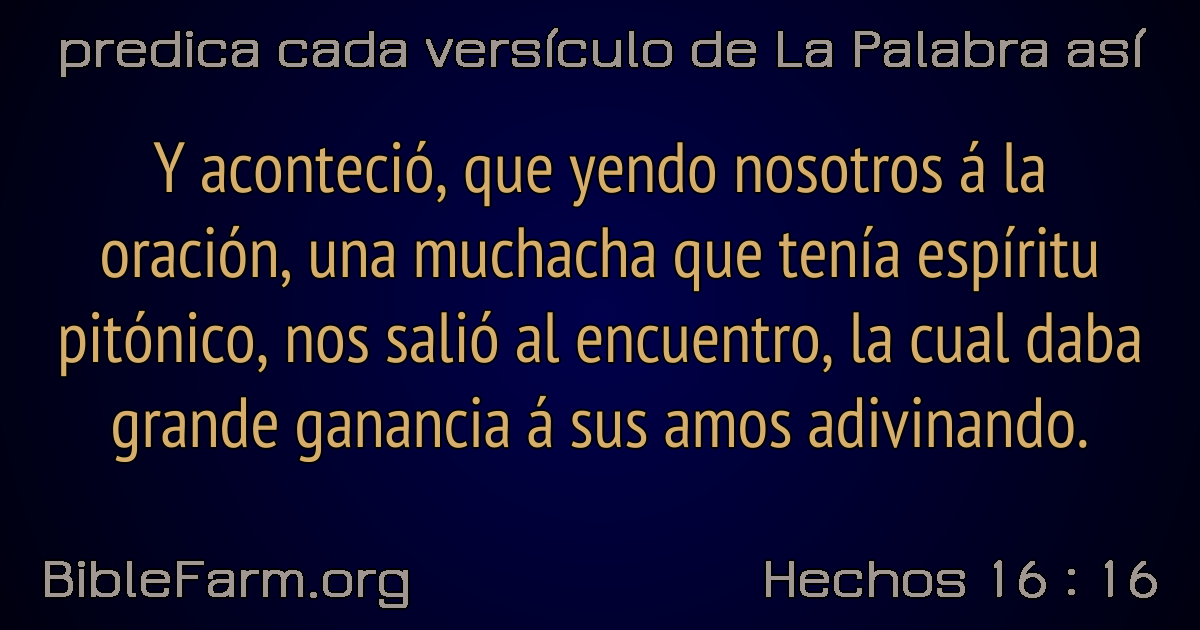 predica cada versículo de La Palabra así
Y aconteció, que yendo nosotros á la
oración, una muchacha que tenía espíritu
pitónico, nos salió al encuentro, la cual daba
grande ganancia á sus amos adivinando.
BibleFarm.org
Hechos 16 : 16